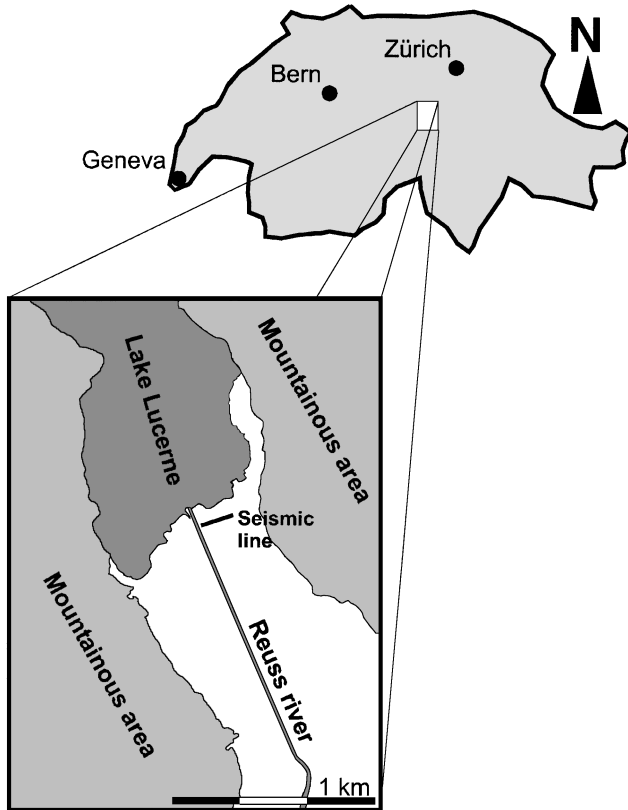 N
Zürich
Bern
Geneva
Lake Lucerne
Mountainous area
Seismic
line
Mountainous area
Reuss river
1 km